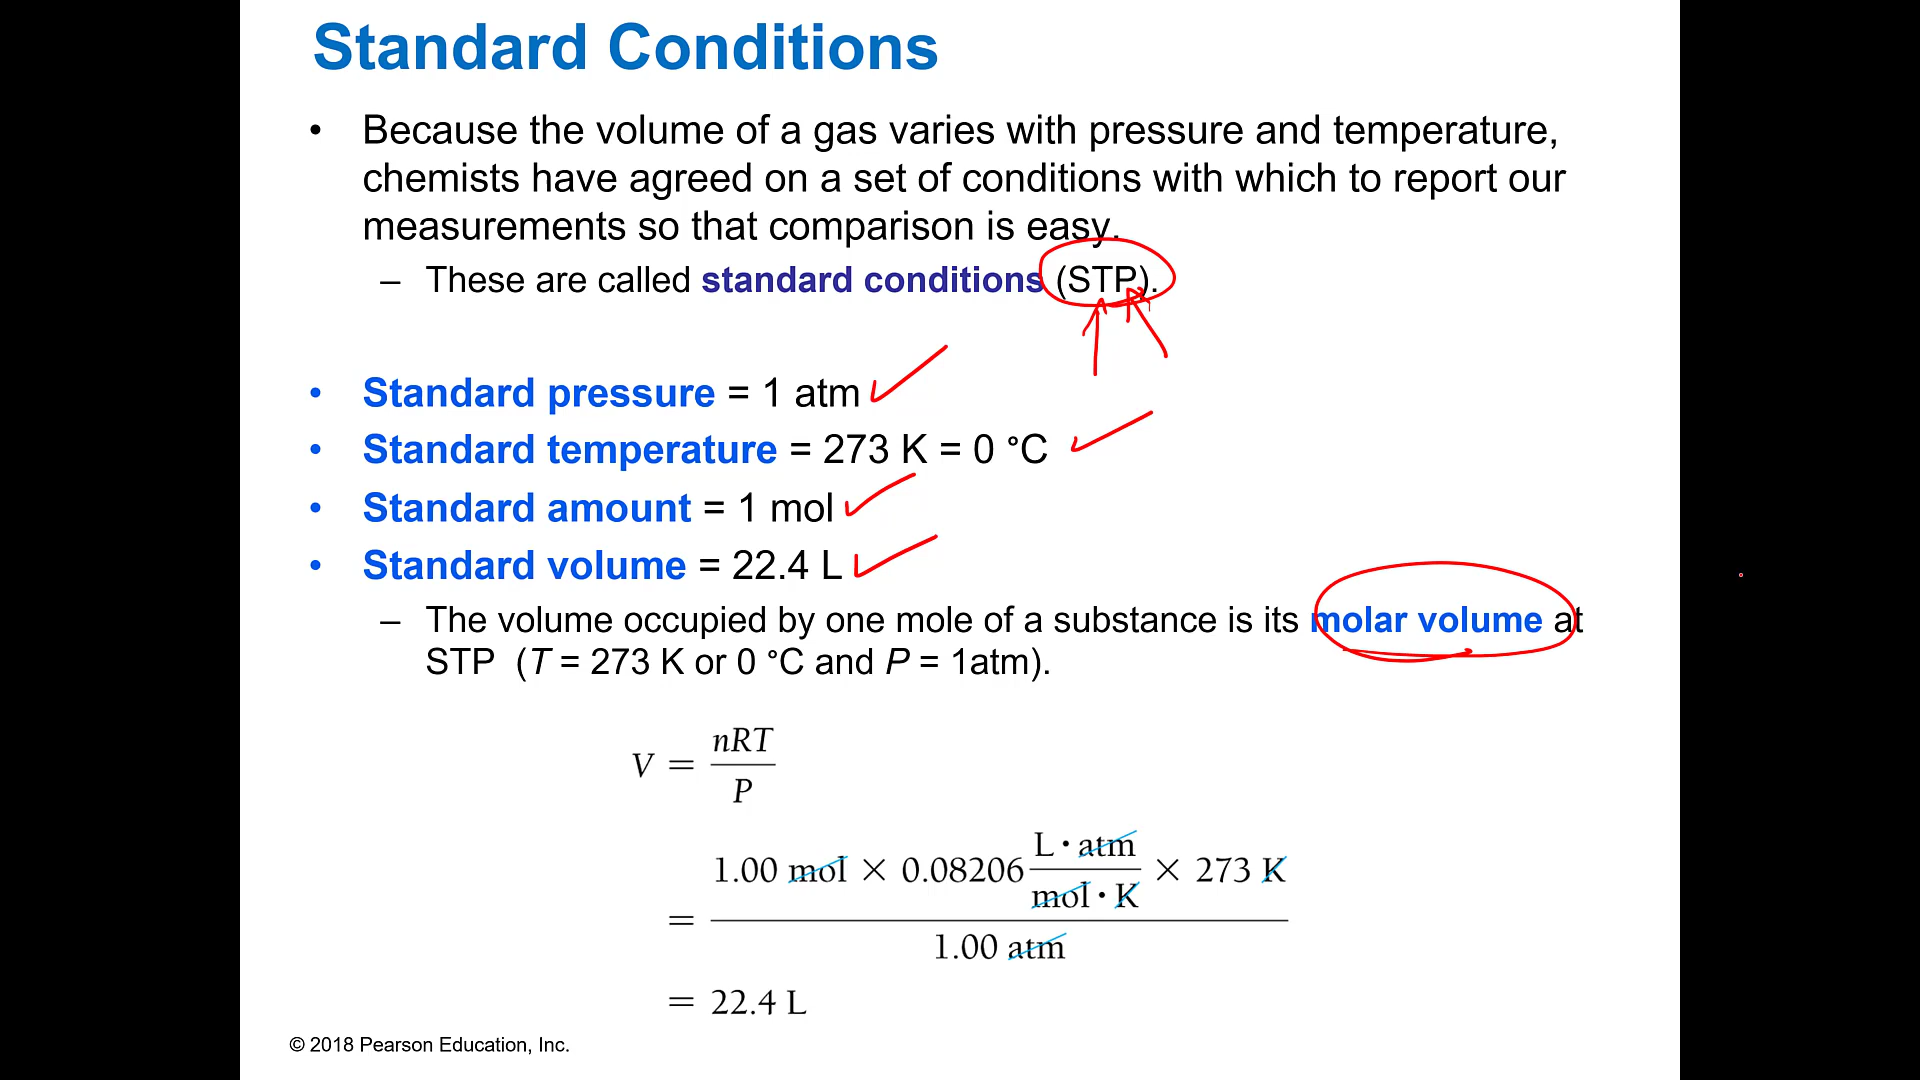 Standard Conditions
• Because the volume of a gas varies with pressure and temperature,
chemists have agreed on a set of conditions with which to report our
measurements so that comparison is easy.
– These are called standard conditions (STP).
• Standard pressure = 1 atm
• Standard temperature = 273 K = 0 °C
• Standard amount = 1 mol
• Standard volume = 22.4 L
– The volume occupied by one mole of a substance is its molar volume at
STP (T = 273 K or 0 °C and P = 1atm).
V = nRT / P
= 1.00 mol × 0.08206 L · atm / mol · K × 273 K / 1.00 atm
= 22.4 L
© 2018 Pearson Education, Inc.